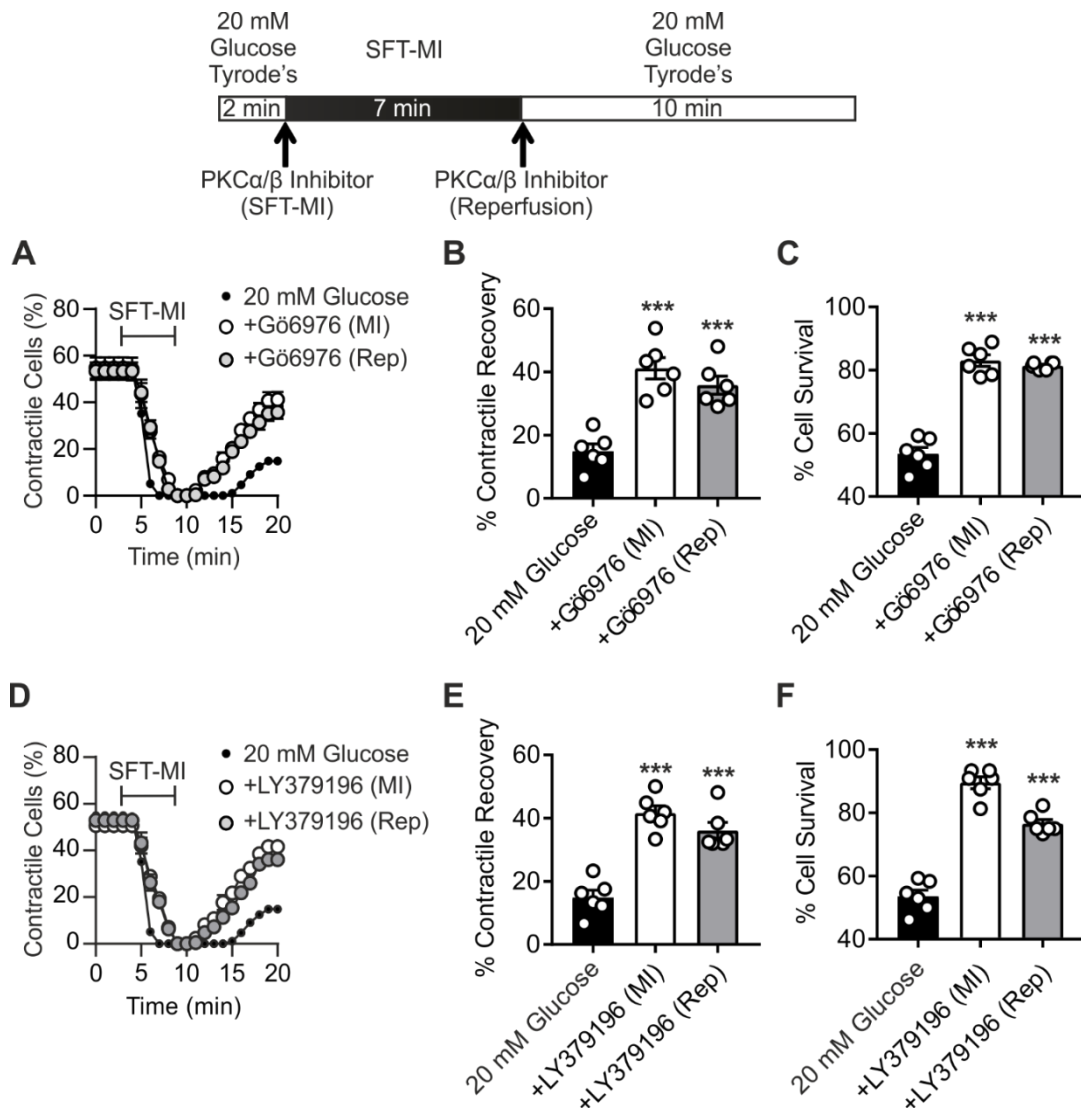 20 mM
Glucose
Tyrode's
SFT-MI
20 mM
Glucose
Tyrode's
2 min
7 min
10 min
PKCα/β Inhibitor
(SFT-MI)
PKCα/β Inhibitor
(Reperfusion)
A
Contractile Cells (%)
80
60
40
20
0
SFT-MI
20 mM Glucose
+Gö6976 (MI)
+Gö6976 (Rep)
0 5 10 15 20
Time (min)
B
% Contractile Recovery
60
40
20
0
***
***
20 mM Glucose
+Gö6976 (MI)
+Gö6976 (Rep)
C
% Cell Survival
100
80
60
40
***
***
20 mM Glucose
+Gö6976 (MI)
+Gö6976 (Rep)
D
Contractile Cells (%)
80
60
40
20
0
SFT-MI
20 mM Glucose
+LY379196 (MI)
+LY379196 (Rep)
0 5 10 15 20
Time (min)
E
% Contractile Recovery
60
40
20
0
***
***
20 mM Glucose
+LY379196 (MI)
+LY379196 (Rep)
F
% Cell Survival
100
80
60
40
***
***
20 mM Glucose
+LY379196 (MI)
+LY379196 (Rep)